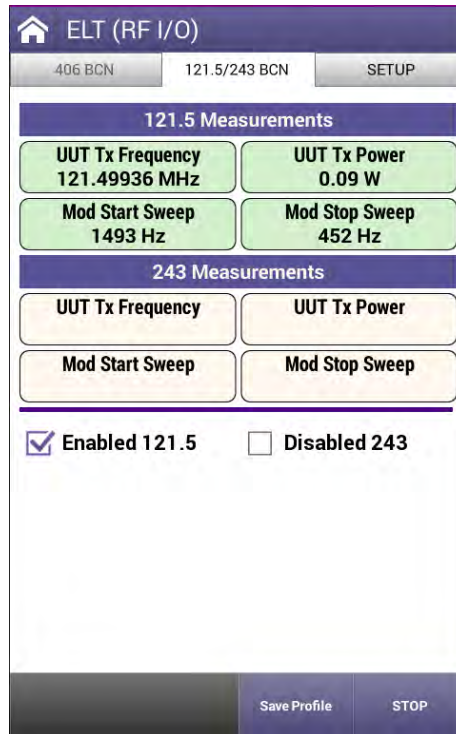 ELT (RF I/O)
406 BCN 121.5/243 BCN SETUP
121.5 Measurements
UUT Tx Frequency UUT Tx Power
121.49936 MHz 0.09 W
Mod Start Sweep Mod Stop Sweep
1493 Hz 452 Hz
243 Measurements
UUT Tx Frequency UUT Tx Power
Mod Start Sweep Mod Stop Sweep
Enabled 121.5 Disabled 243
Save Profile STOP